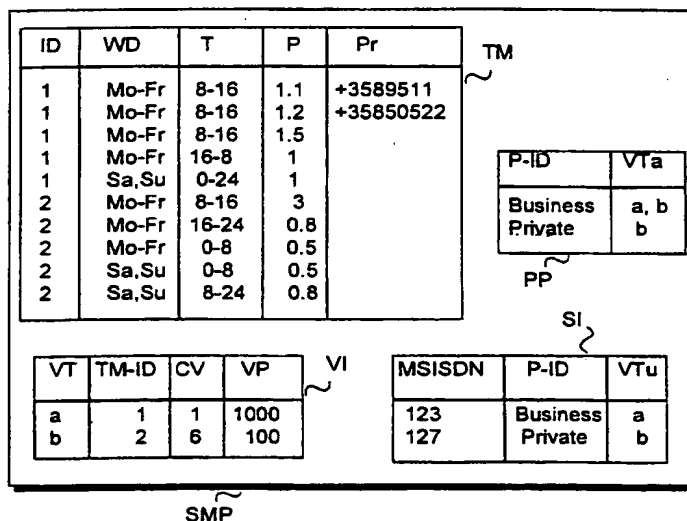 ID WD T P Pr
1 Mo-Fr 8-16 1.1 +3589511
1 Mo-Fr 8-16 1.2 +35850522
1 Mo-Fr 8-16 1.5
1 Mo-Fr 16-8 1
1 Sa,Su 0-24 1
2 Mo-Fr 8-16 3
2 Mo-Fr 16-24 0.8
2 Mo-Fr 0-8 0.5
2 Sa,Su 0-8 0.5
2 Sa,Su 8-24 0.8
TM
P-ID VTa
Business a, b
Private b
PP
VT TM-ID CV VP
a 1 1 1000
b 2 6 100
VI
SI
MSISDN P-ID VTu
123 Business a
127 Private b
SMP